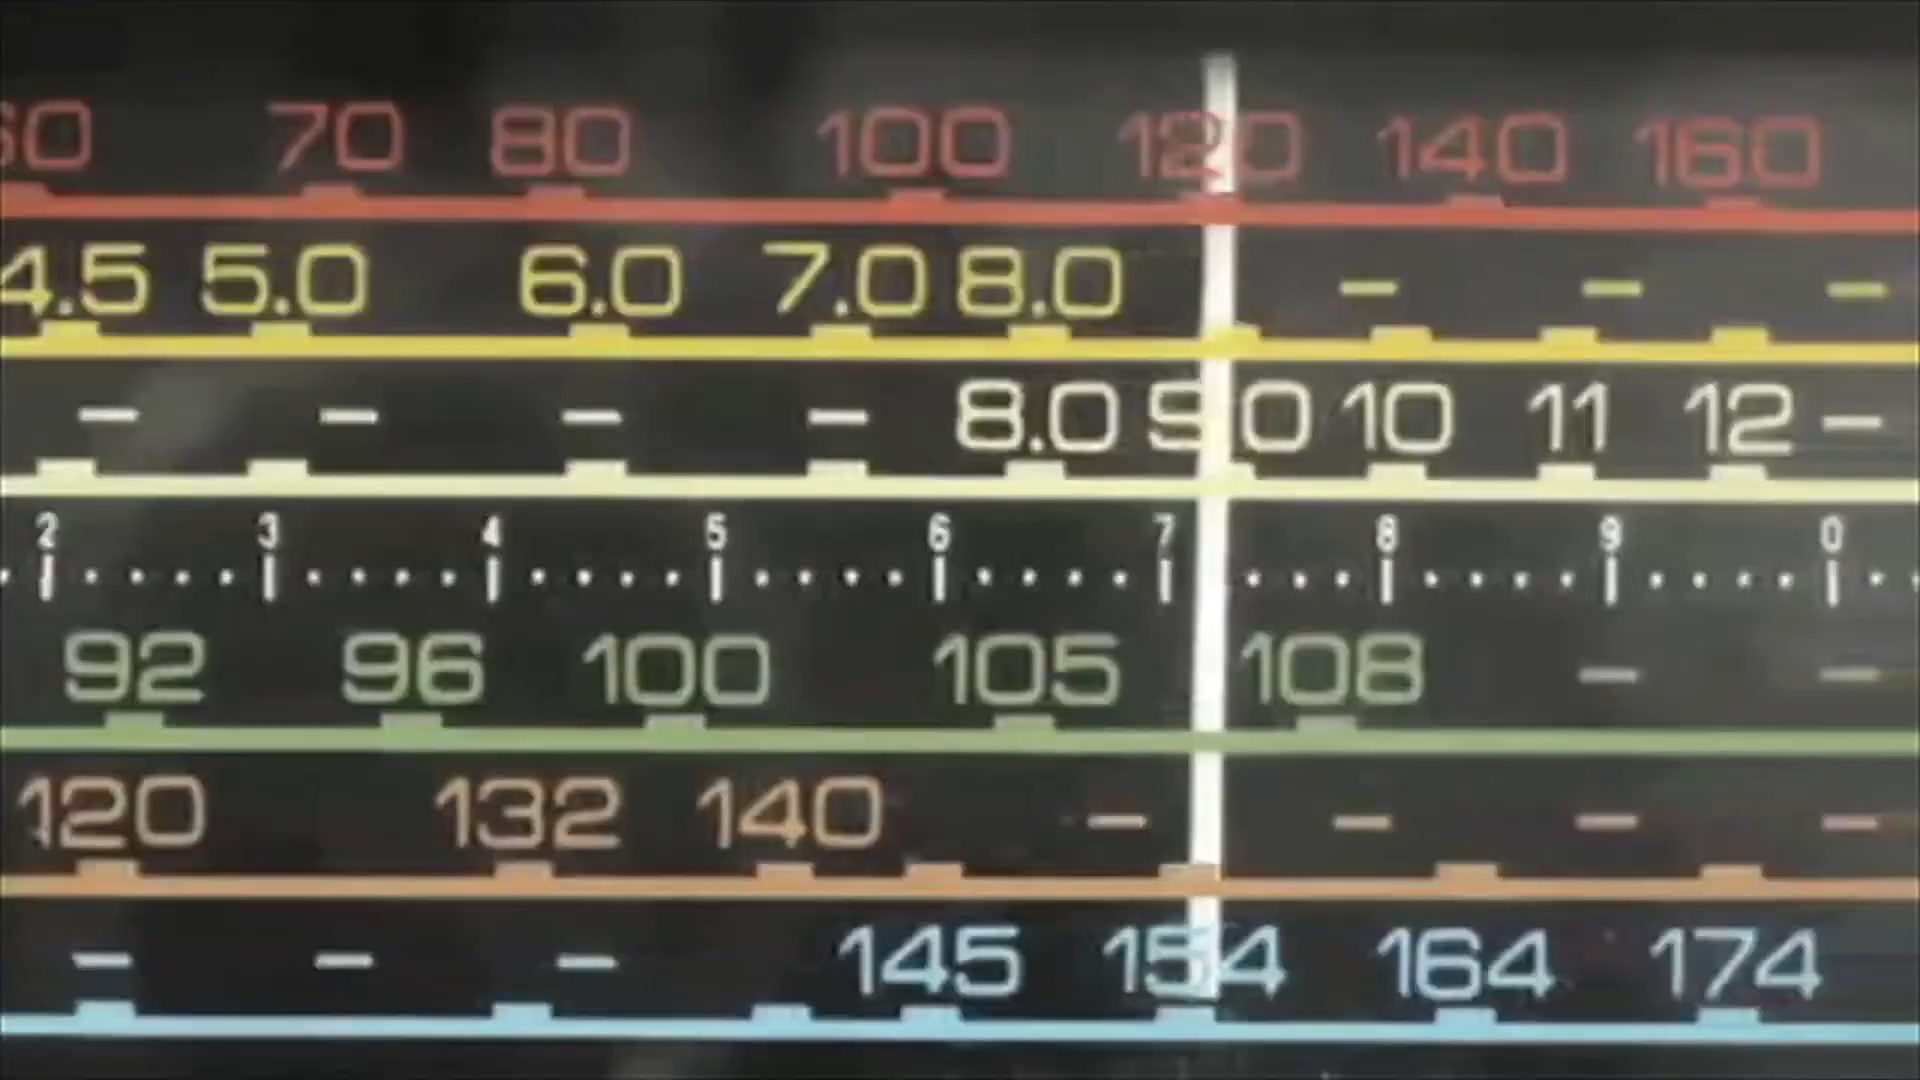 60 70 80 100 120 140 160
4.5 5.0 6.0 7.0 8.0 – – –
– – – – 8.0 9.0 10 11 12 –
2 3 4 5 6 7 8 9 0
92 96 100 105 108 – –
120 132 140 – – – –
– – – 145 154 164 174